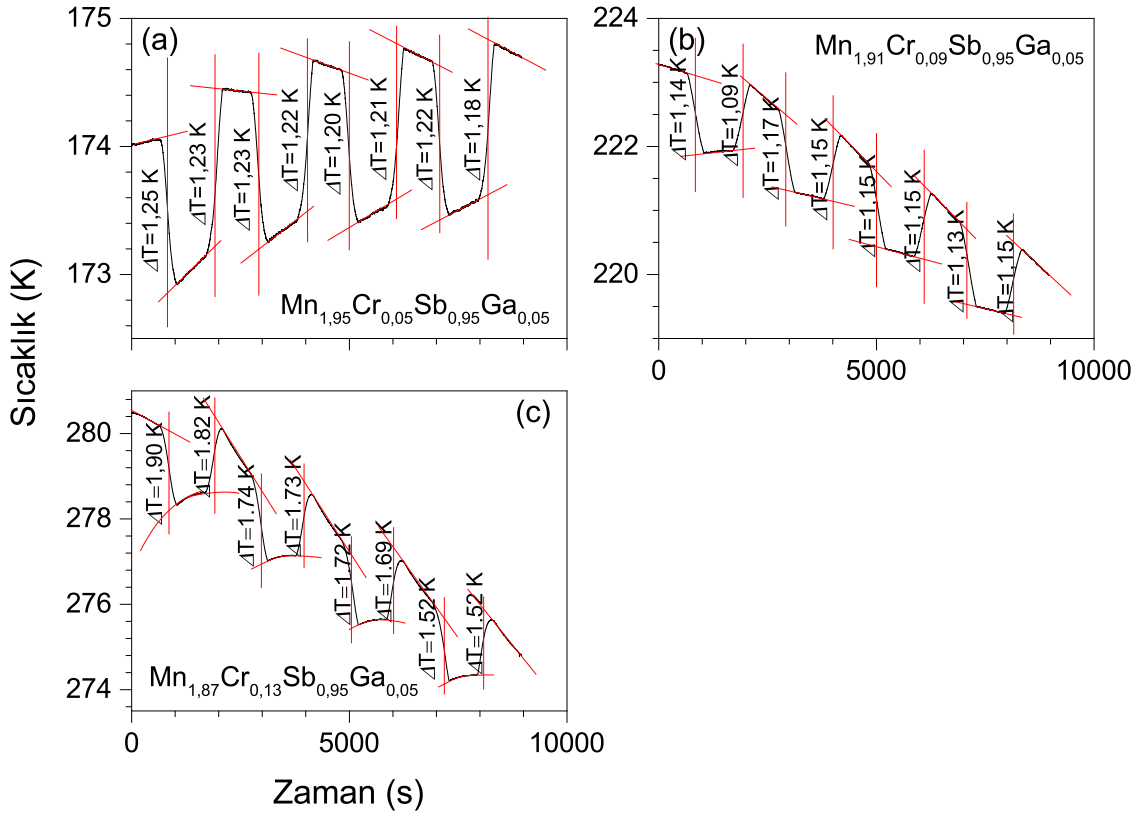 175
174
173
(a)
ΔT=1,25 K
ΔT=1,23 K
ΔT=1,23 K
ΔT=1,22 K
ΔT=1,20 K
ΔT=1,21 K
ΔT=1,22 K
ΔT=1,18 K
Mn1,95Cr0,05Sb0,95Ga0,05
224
222
220
(b)
Mn1,91Cr0,09Sb0,95Ga0,05
ΔT=1,14 K
ΔT=1,09 K
ΔT=1,17 K
ΔT=1,15 K
ΔT=1.15 K
ΔT=1,15 K
ΔT=1,13 K
ΔT=1,15 K
0
5000
10000
Sıcaklık (K)
280
278
276
274
(c)
ΔT=1,90 K
ΔT=1.82 K
ΔT=1.74 K
ΔT=1.73 K
ΔT=1.72 K
ΔT=1.69 K
ΔT=1.52 K
ΔT=1.52 K
Mn1,87Cr0,13Sb0,95Ga0,05
0
5000
10000
Zaman (s)